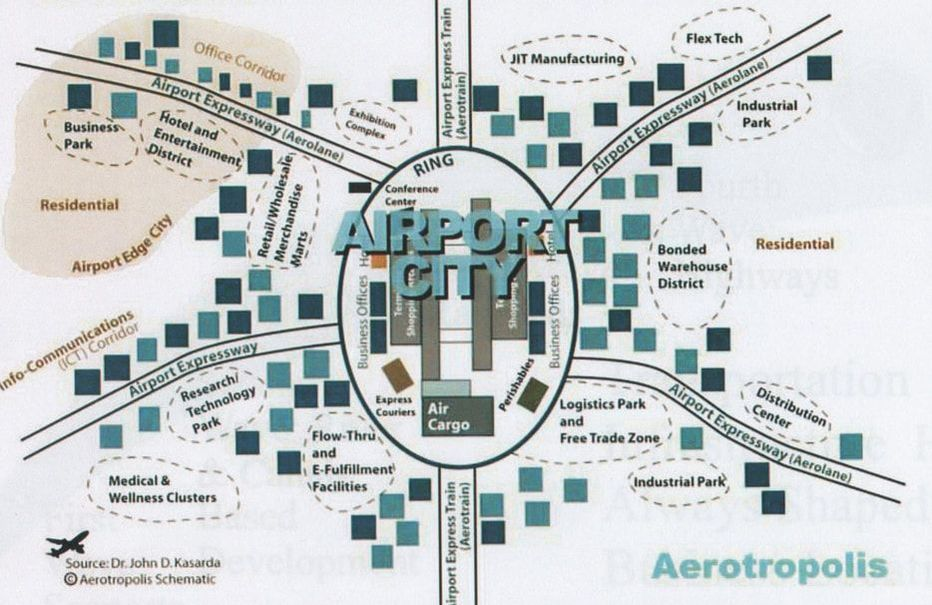 Airport Express Train
(Aerotrain)
Office Corridor
Airport Expressway (Aerolane)
Business
Park
Hotel and
Entertainment
District
Exhibition
Complex
Retail/Wholesale
Merchandise
Marts
Residential
Airport Edge City
JIT Manufacturing
Flex Tech
Airport Expressway (Aerolane)
Industrial
Park
Bonded
Warehouse
District
Residential
RING
Conference
Center
AIRPORT
CITY
Shopping
Shopping
Business Offices
Business Offices
Express
Couriers
Air
Cargo
Perishables
Info-Communications
(ICT) Corridor
Airport Expressway
Research/
Technology
Park
Medical &
Wellness Clusters
Flow-Thru
and
E-Fulfillment
Facilities
Logistics Park
and
Free Trade Zone
Airport Expressway (Aerolane)
Distribution
Center
Industrial Park
Airport Express Train
(Aerotrain)
Source: Dr. John D. Kasarda
© Aerotropolis Schematic
Aerotropolis